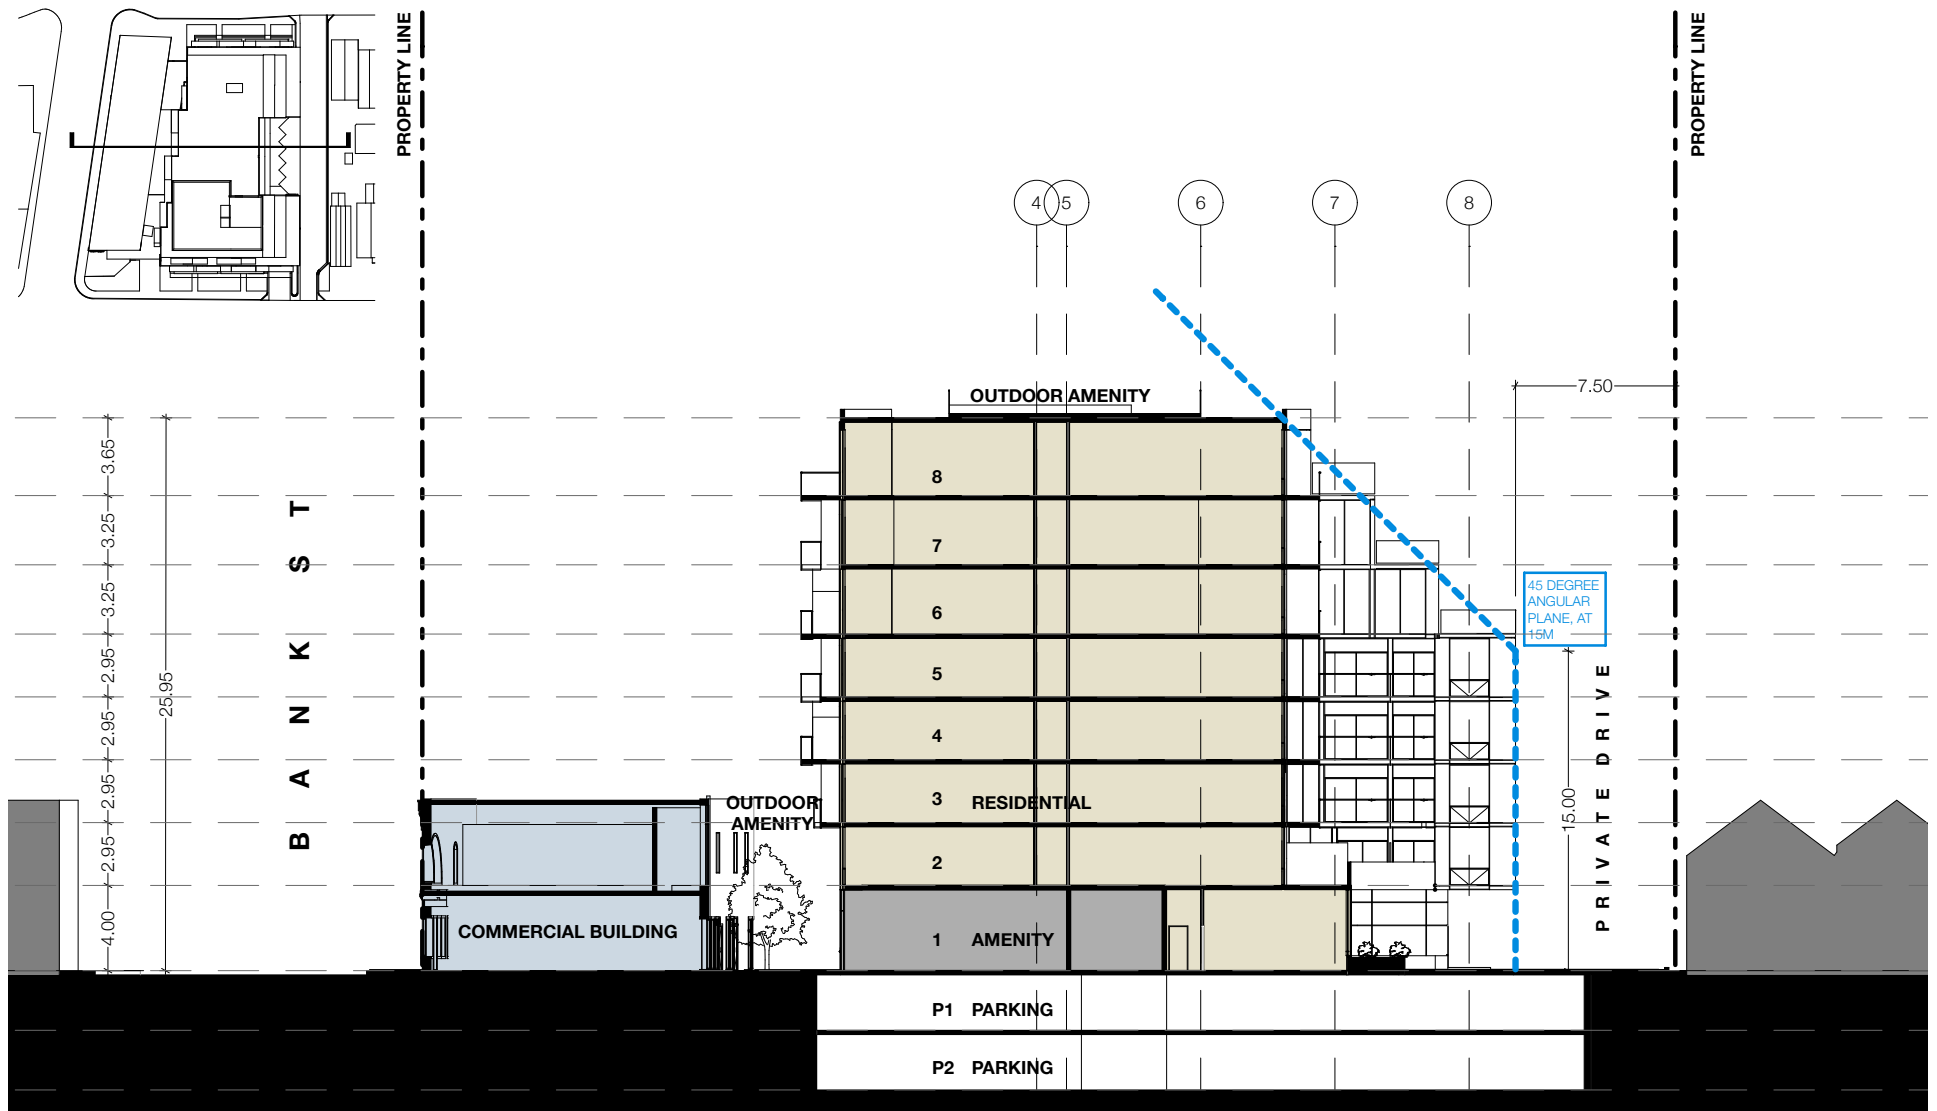 PROPERTY LINE
PROPERTY LINE
4
5
6
7
8
7.50
OUTDOOR AMENITY
3.65
3.25
3.25
2.95
2.95
2.95
2.95
4.00
25.95
BANK ST
8
7
6
5
4
3 RESIDENTIAL
2
1 AMENITY
45 DEGREE
ANGULAR
PLANE, AT
15M
15.00
PRIVATE DRIVE
OUTDOOR
AMENITY
COMMERCIAL BUILDING
P1 PARKING
P2 PARKING